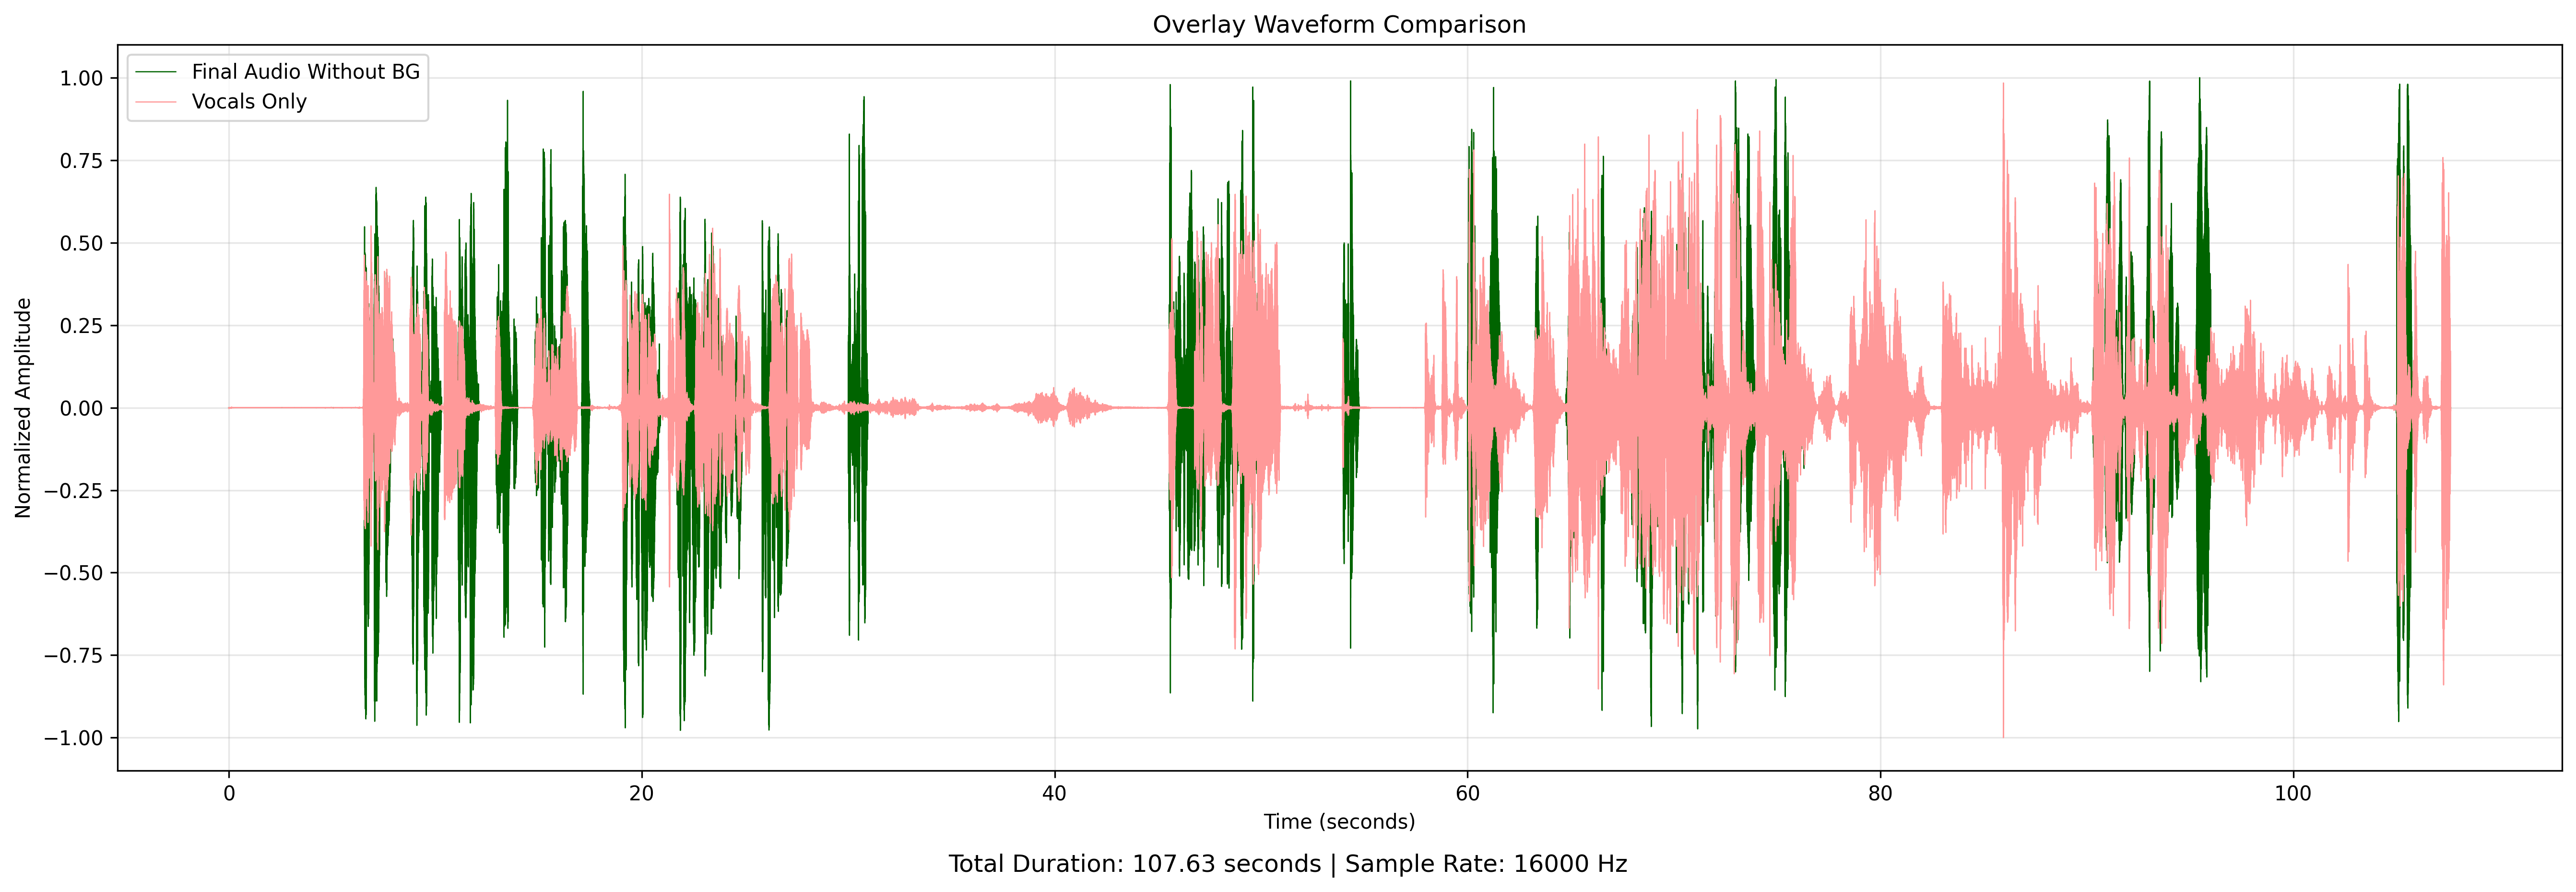 Overlay Waveform Comparison
Final Audio Without BG
Vocals Only
1.00
0.75
0.50
0.25
0.00
−0.25
−0.50
−0.75
−1.00
Normalized Amplitude
0 20 40 60 80 100
Time (seconds)
Total Duration: 107.63 seconds | Sample Rate: 16000 Hz